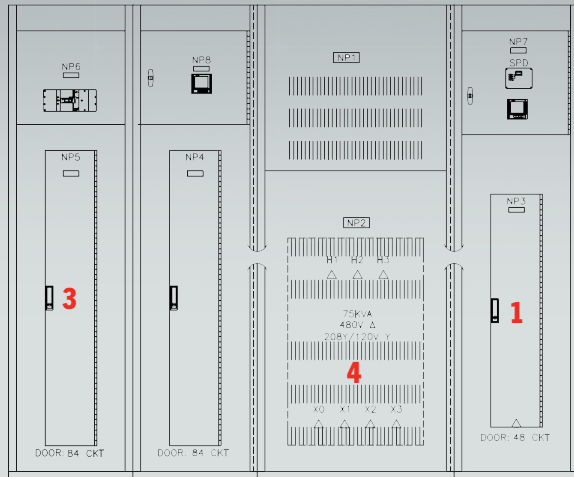 NP6
NP8
NP1
NP7
SPD
NP5
NP4
NP2
NP3
H1 H2 H3
3
1
75KVA
480V Δ
208Y/120V Y
4
X0 X1 X2 X3
DOOR: 84 CKT
DOOR: 84 CKT
DOOR: 48 CKT